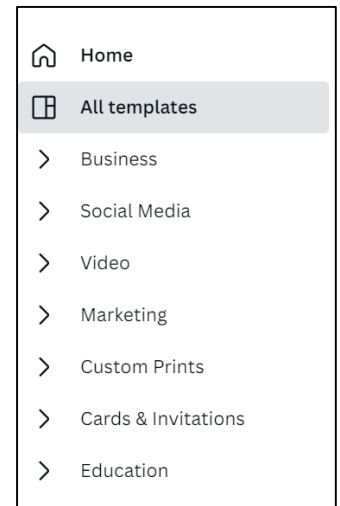 Home
All templates
Business
Social Media
Video
Marketing
Custom Prints
Cards & Invitations
Education